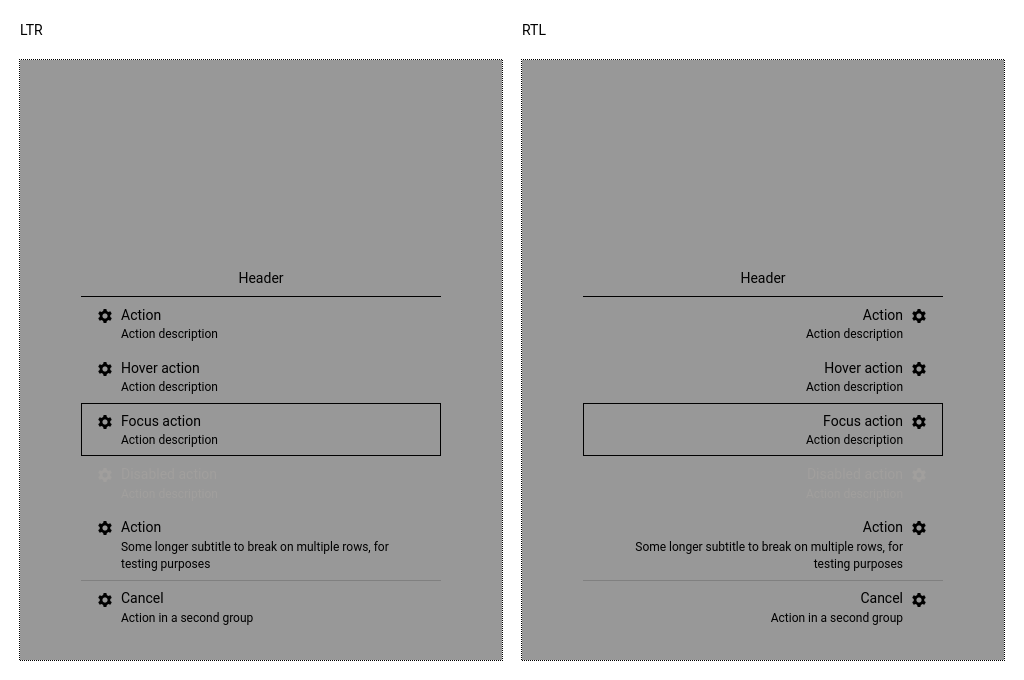 LTR
Header
Action
Action description
Hover action
Action description
Focus action
Action description
Disabled action
Action description
Action
Some longer subtitle to break on multiple rows, for
testing purposes
Cancel
Action in a second group
RTL
Header
Action
Action description
Hover action
Action description
Focus action
Action description
Disabled action
Action description
Action
Some longer subtitle to break on multiple rows, for
testing purposes
Cancel
Action in a second group